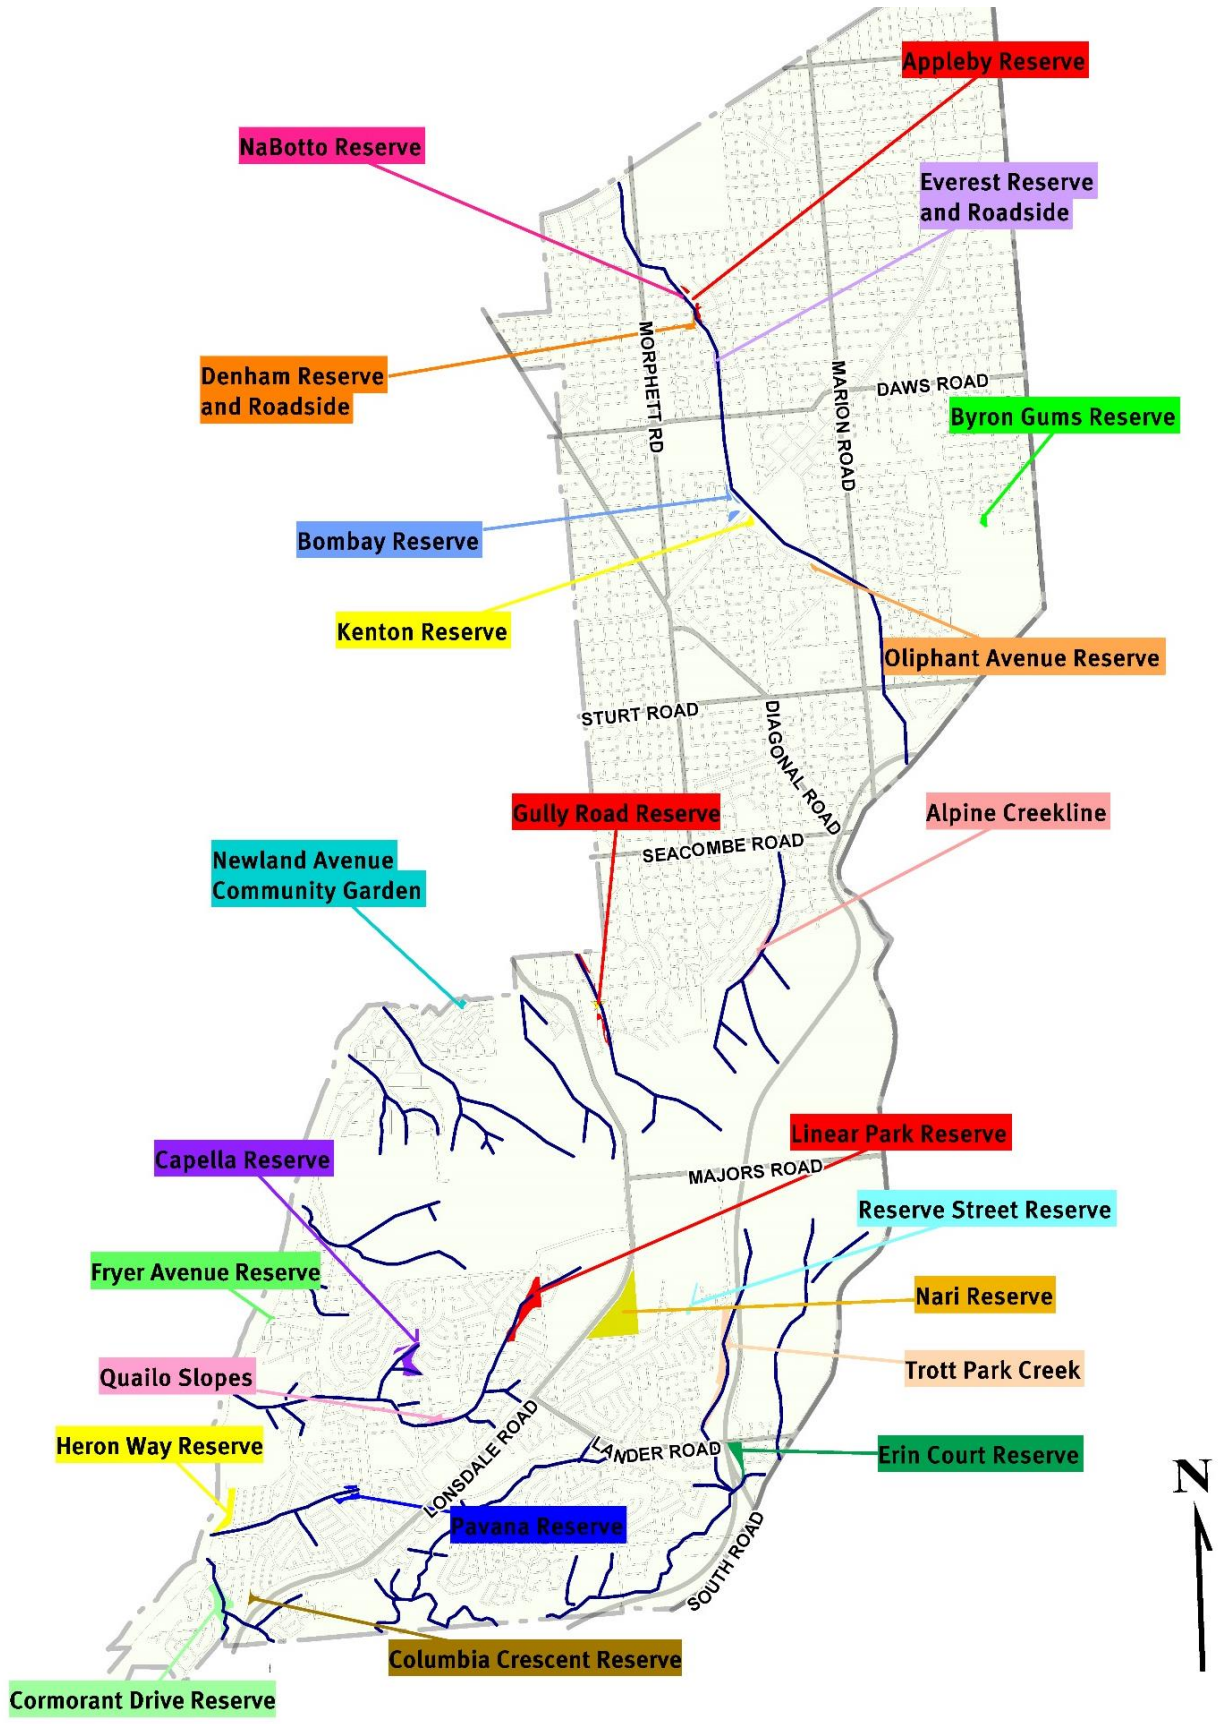 Appleby Reserve
NaBotto Reserve
Everest Reserve
and Roadside
MORPHETT RD
MARION ROAD
DAWS ROAD
Denham Reserve
and Roadside
Byron Gums Reserve
Bombay Reserve
Kenton Reserve
Oliphant Avenue Reserve
STURT ROAD
DIAGONAL ROAD
Gully Road Reserve
Alpine Creekline
SEACOMBE ROAD
Newland Avenue
Community Garden
Linear Park Reserve
Capella Reserve
MAJORS ROAD
Reserve Street Reserve
Fryer Avenue Reserve
Nari Reserve
Quailo Slopes
Trott Park Creek
Heron Way Reserve
LONSDALE ROAD
LANDER ROAD
Erin Court Reserve
N
Pavana Reserve
SOUTH ROAD
Columbia Crescent Reserve
Cormorant Drive Reserve